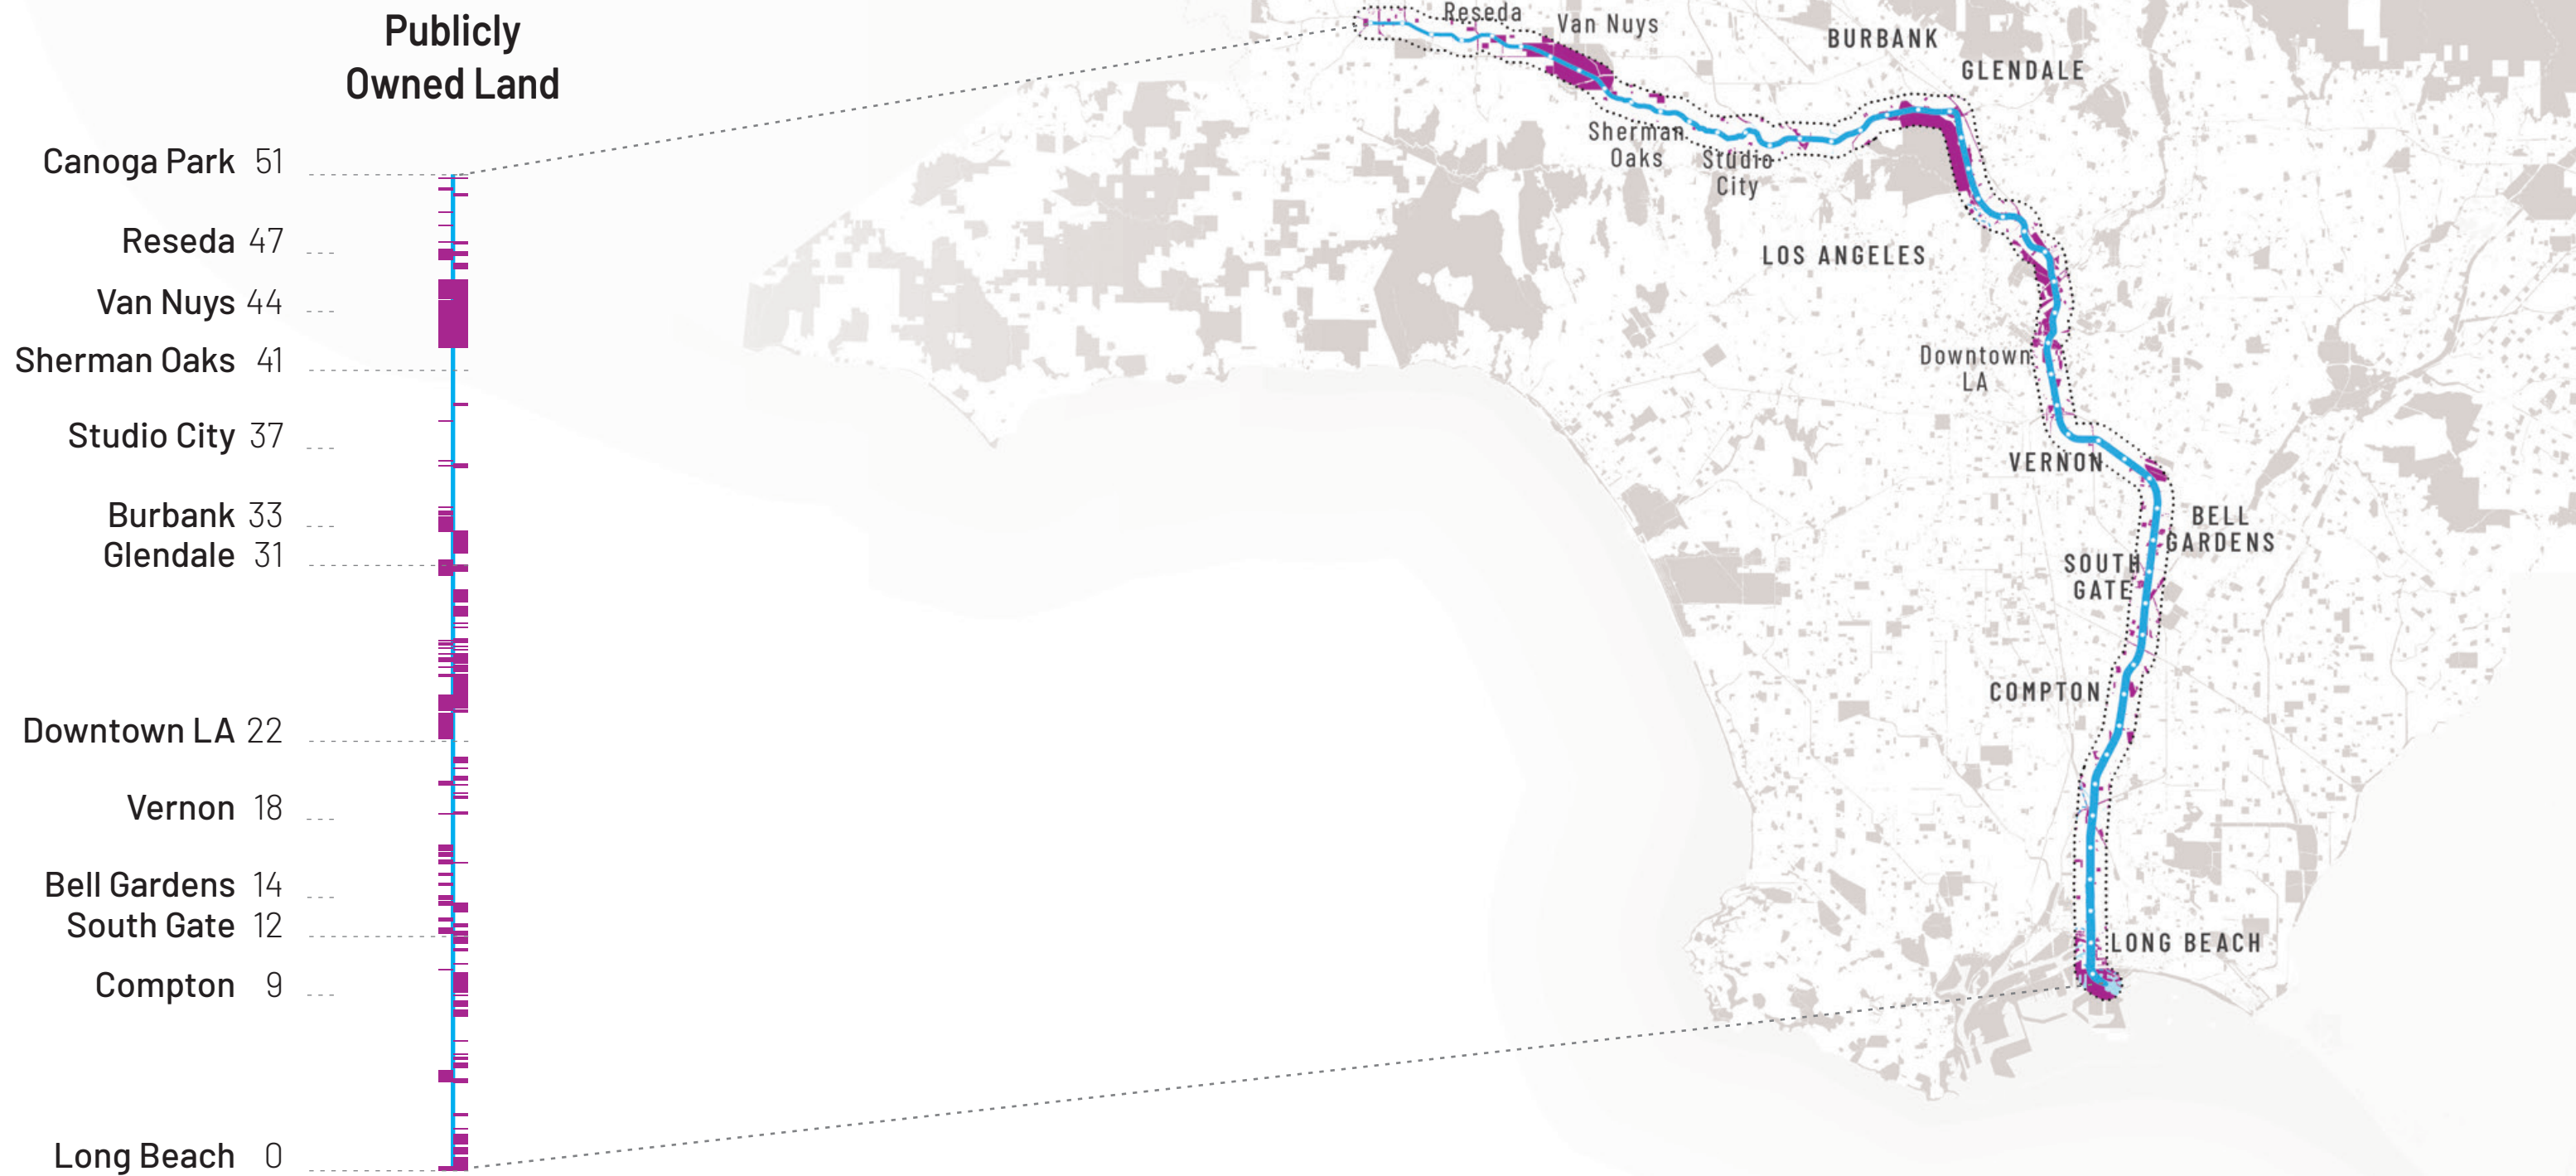 Publicly
Owned Land
Canoga Park 51
Reseda 47
Van Nuys 44
Sherman Oaks 41
Studio City 37
Burbank 33
Glendale 31
Downtown LA 22
Vernon 18
Bell Gardens 14
South Gate 12
Compton 9
Long Beach 0
Reseda
Van Nuys
BURBANK
GLENDALE
Sherman
Oaks
Studio
City
LOS ANGELES
Downtown
LA
VERNON
BELL
GARDENS
SOUTH
GATE
COMPTON
LONG BEACH